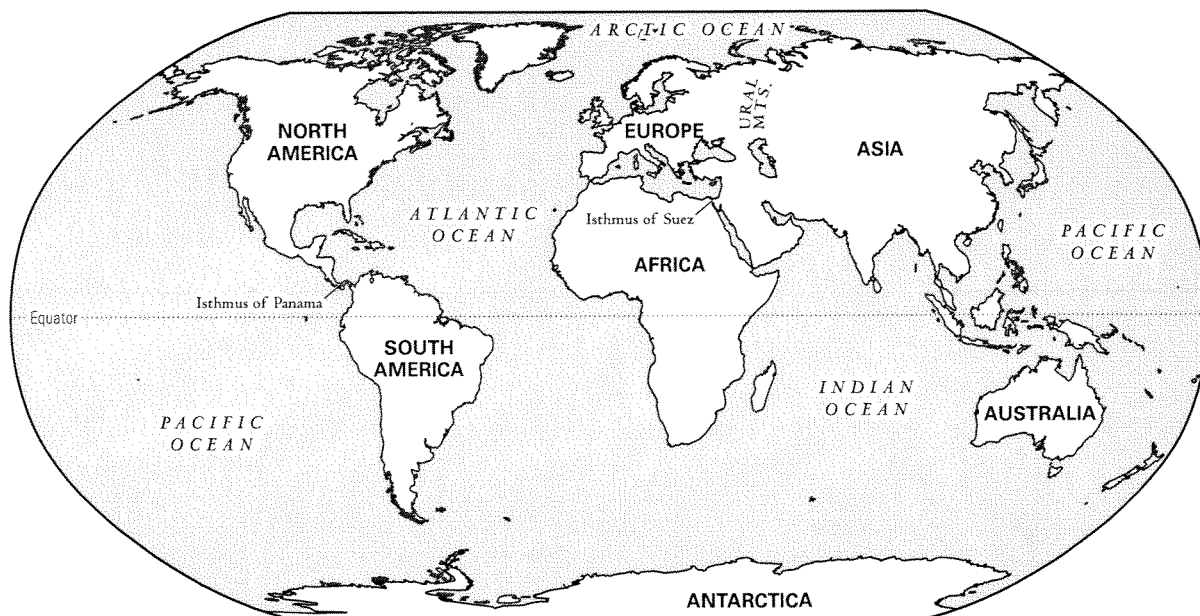 ARCTIC OCEAN
URAL
MTS.
NORTH
AMERICA
EUROPE
ASIA
ATLANTIC
OCEAN
Isthmus of Suez
PACIFIC
OCEAN
AFRICA
Isthmus of Panama
Equator
SOUTH
AMERICA
INDIAN
OCEAN
AUSTRALIA
PACIFIC
OCEAN
ANTARCTICA